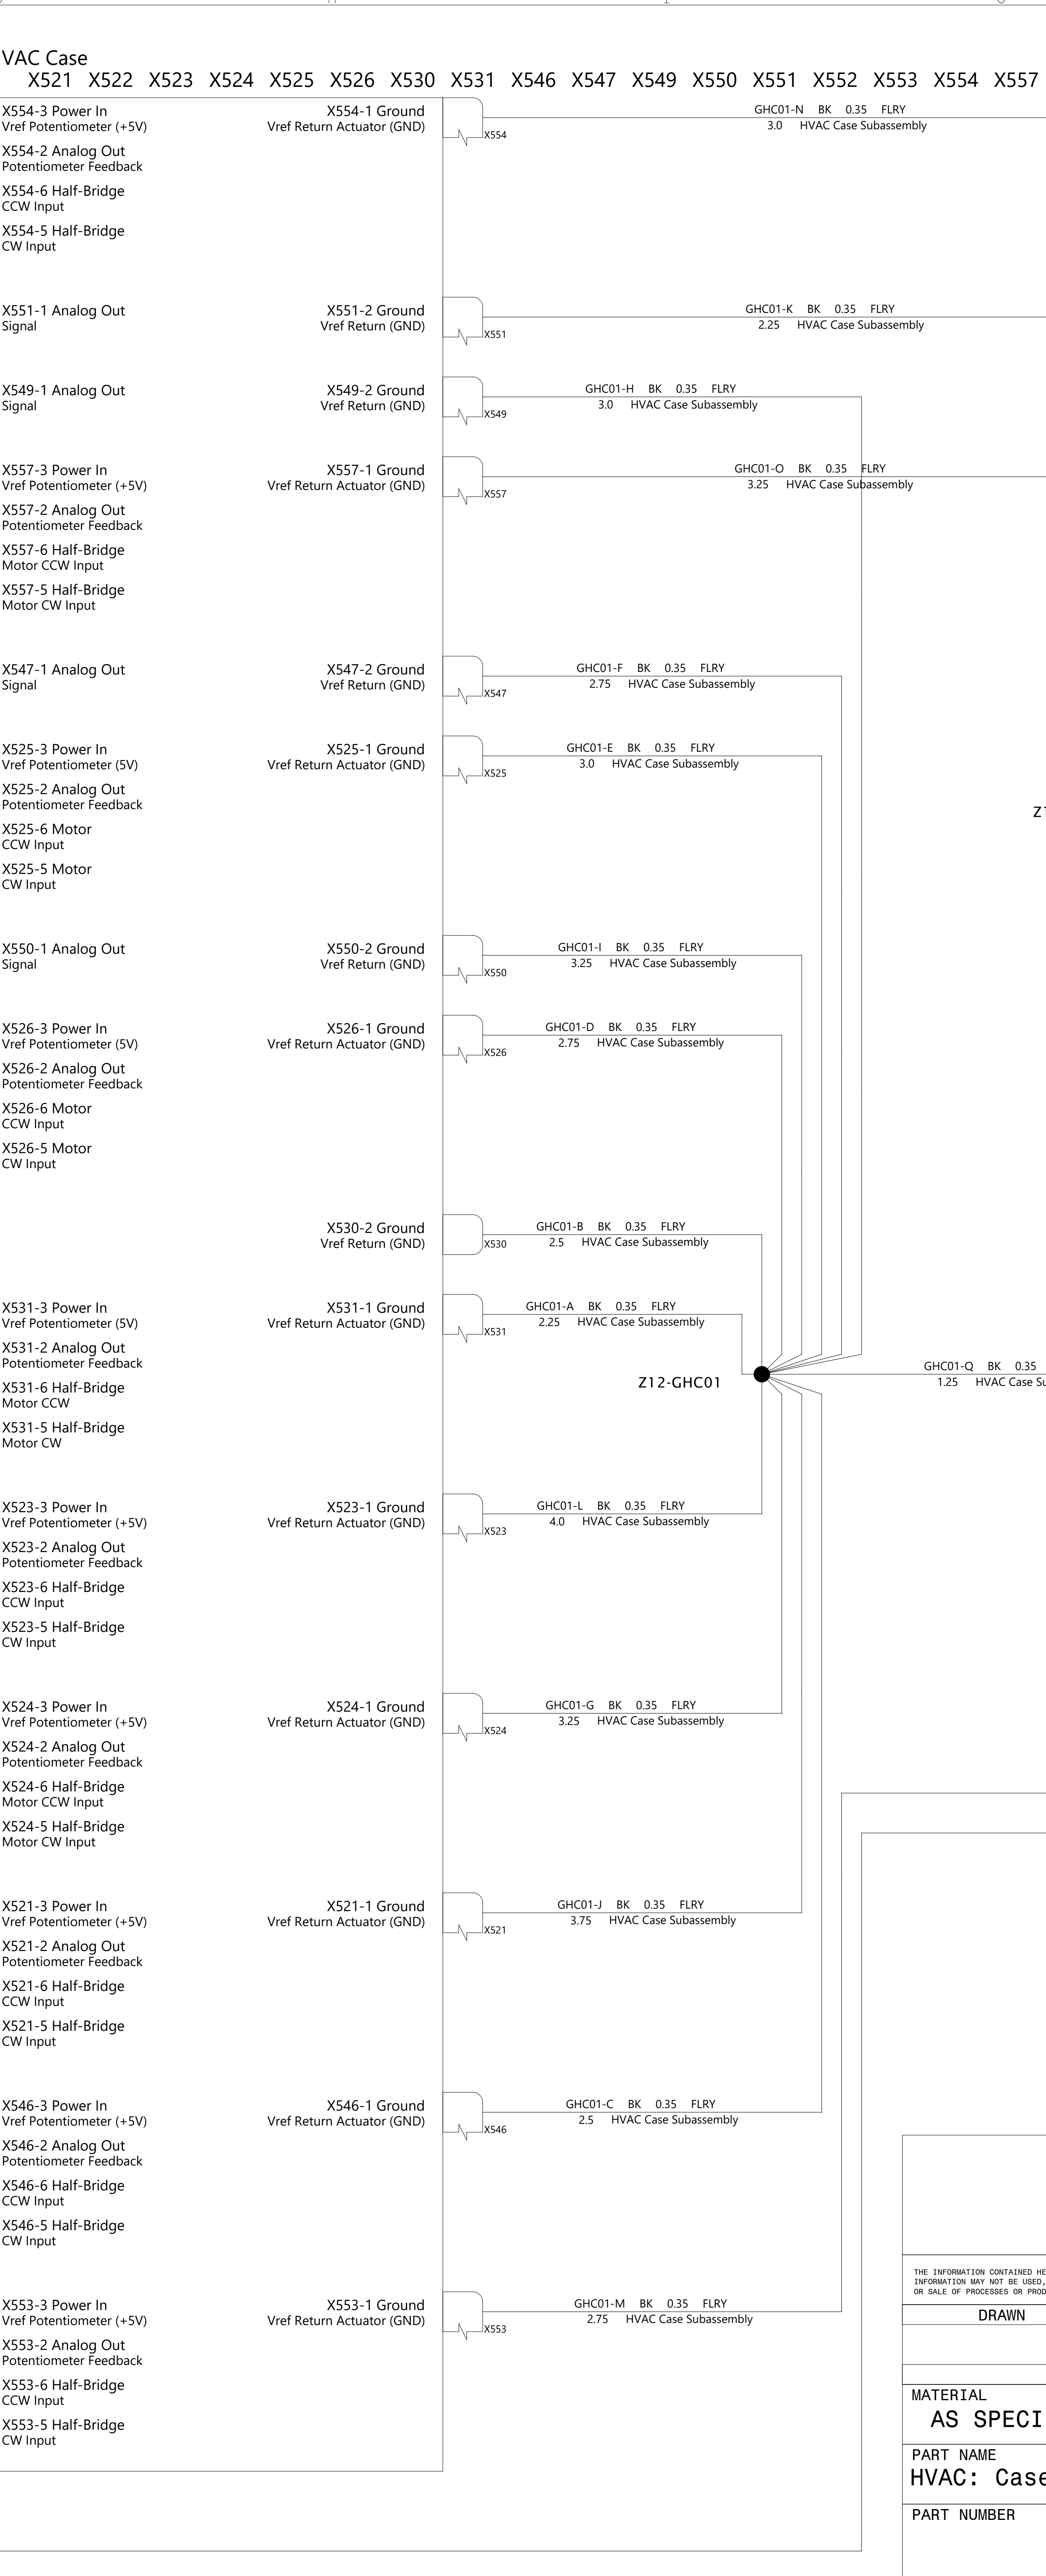 VAC Case
X521 X522 X523 X524 X525 X526 X530 X531 X546 X547 X549 X550 X551 X552 X553 X554 X557
X554-3 Power In
Vref Potentiometer (+5V)
X554-1 Ground
Vref Return Actuator (GND)
X554
GHC01-N BK 0.35 FLRY
3.0 HVAC Case Subassembly
X554-2 Analog Out
Potentiometer Feedback
X554-6 Half-Bridge
CCW Input
X554-5 Half-Bridge
CW Input
X551-1 Analog Out
Signal
X551-2 Ground
Vref Return (GND)
X551
GHC01-K BK 0.35 FLRY
2.25 HVAC Case Subassembly
X549-1 Analog Out
Signal
X549-2 Ground
Vref Return (GND)
X549
GHC01-H BK 0.35 FLRY
3.0 HVAC Case Subassembly
X557-3 Power In
Vref Potentiometer (+5V)
X557-1 Ground
Vref Return Actuator (GND)
X557
GHC01-O BK 0.35 FLRY
3.25 HVAC Case Subassembly
X557-2 Analog Out
Potentiometer Feedback
X557-6 Half-Bridge
Motor CCW Input
X557-5 Half-Bridge
Motor CW Input
X547-1 Analog Out
Signal
X547-2 Ground
Vref Return (GND)
X547
GHC01-F BK 0.35 FLRY
2.75 HVAC Case Subassembly
X525-3 Power In
Vref Potentiometer (5V)
X525-1 Ground
Vref Return Actuator (GND)
X525
GHC01-E BK 0.35 FLRY
3.0 HVAC Case Subassembly
X525-2 Analog Out
Potentiometer Feedback
X525-6 Motor
CCW Input
X525-5 Motor
CW Input
X550-1 Analog Out
Signal
X550-2 Ground
Vref Return (GND)
X550
GHC01-I BK 0.35 FLRY
3.25 HVAC Case Subassembly
X526-3 Power In
Vref Potentiometer (5V)
X526-1 Ground
Vref Return Actuator (GND)
X526
GHC01-D BK 0.35 FLRY
2.75 HVAC Case Subassembly
X526-2 Analog Out
Potentiometer Feedback
X526-6 Motor
CCW Input
X526-5 Motor
CW Input
X530-2 Ground
Vref Return (GND)
X530
GHC01-B BK 0.35 FLRY
2.5 HVAC Case Subassembly
X531-3 Power In
Vref Potentiometer (5V)
X531-1 Ground
Vref Return Actuator (GND)
X531
GHC01-A BK 0.35 FLRY
2.25 HVAC Case Subassembly
X531-2 Analog Out
Potentiometer Feedback
X531-6 Half-Bridge
Motor CCW
X531-5 Half-Bridge
Motor CW
Z12-GHC01
GHC01-Q BK 0.35
1.25 HVAC Case Su
X523-3 Power In
Vref Potentiometer (+5V)
X523-1 Ground
Vref Return Actuator (GND)
X523
GHC01-L BK 0.35 FLRY
4.0 HVAC Case Subassembly
X523-2 Analog Out
Potentiometer Feedback
X523-6 Half-Bridge
CCW Input
X523-5 Half-Bridge
CW Input
X524-3 Power In
Vref Potentiometer (+5V)
X524-1 Ground
Vref Return Actuator (GND)
X524
GHC01-G BK 0.35 FLRY
3.25 HVAC Case Subassembly
X524-2 Analog Out
Potentiometer Feedback
X524-6 Half-Bridge
Motor CCW Input
X524-5 Half-Bridge
Motor CW Input
X521-3 Power In
Vref Potentiometer (+5V)
X521-1 Ground
Vref Return Actuator (GND)
X521
GHC01-J BK 0.35 FLRY
3.75 HVAC Case Subassembly
X521-2 Analog Out
Potentiometer Feedback
X521-6 Half-Bridge
CCW Input
X521-5 Half-Bridge
CW Input
X546-3 Power In
Vref Potentiometer (+5V)
X546-1 Ground
Vref Return Actuator (GND)
X546
GHC01-C BK 0.35 FLRY
2.5 HVAC Case Subassembly
X546-2 Analog Out
Potentiometer Feedback
X546-6 Half-Bridge
CCW Input
X546-5 Half-Bridge
CW Input
X553-3 Power In
Vref Potentiometer (+5V)
X553-1 Ground
Vref Return Actuator (GND)
X553
GHC01-M BK 0.35 FLRY
2.75 HVAC Case Subassembly
X553-2 Analog Out
Potentiometer Feedback
X553-6 Half-Bridge
CCW Input
X553-5 Half-Bridge
CW Input
THE INFORMATION CONTAINED HE
INFORMATION MAY NOT BE USED,
OR SALE OF PROCESSES OR PROD
DRAWN
MATERIAL
AS SPECI
PART NAME
HVAC: Case
PART NUMBER